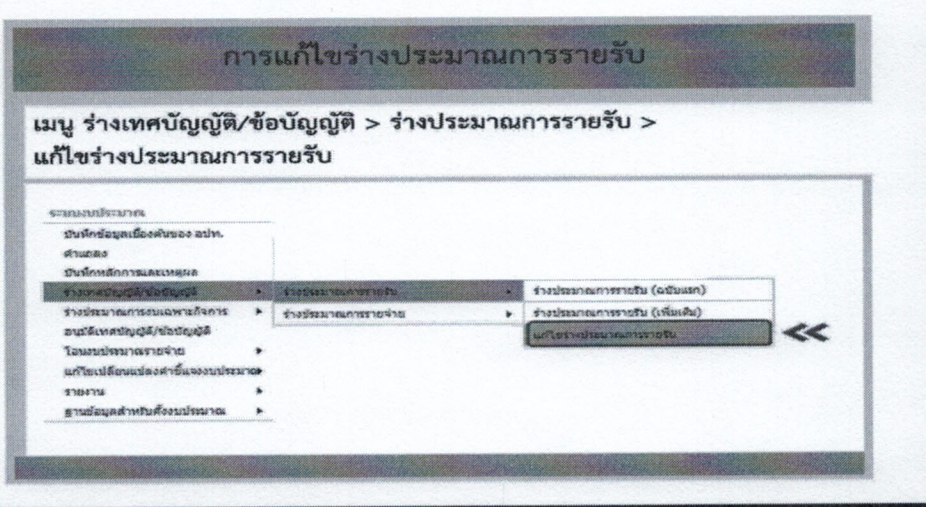 การแก้ไขร่างประมาณการรายรับ
เมนู ร่างเทศบัญญัติ/ข้อบัญญัติ > ร่างประมาณการรายรับ >
แก้ไขร่างประมาณการรายรับ
ระบบงบประมาณ
บันทึกข้อมูลเบื้องต้นของ อปท.
คำแถลง
บันทึกหลักการและเหตุผล
ร่างเทศบัญญัติ/ข้อบัญญัติ
ร่างประมาณการรายรับ
ร่างประมาณการรายรับ (ฉบับแรก)
ร่างประมาณการงบเฉพาะกิจการ
ร่างประมาณการรายจ่าย
ร่างประมาณการรายรับ (เพิ่มเติม)
อนุมัติเทศบัญญัติ/ข้อบัญญัติ
แก้ไขร่างประมาณการรายรับ
โอนงบประมาณรายจ่าย
แก้ไขเปลี่ยนแปลงคำชี้แจงงบประมาณ
รายงาน
ฐานข้อมูลสำหรับตั้งงบประมาณ